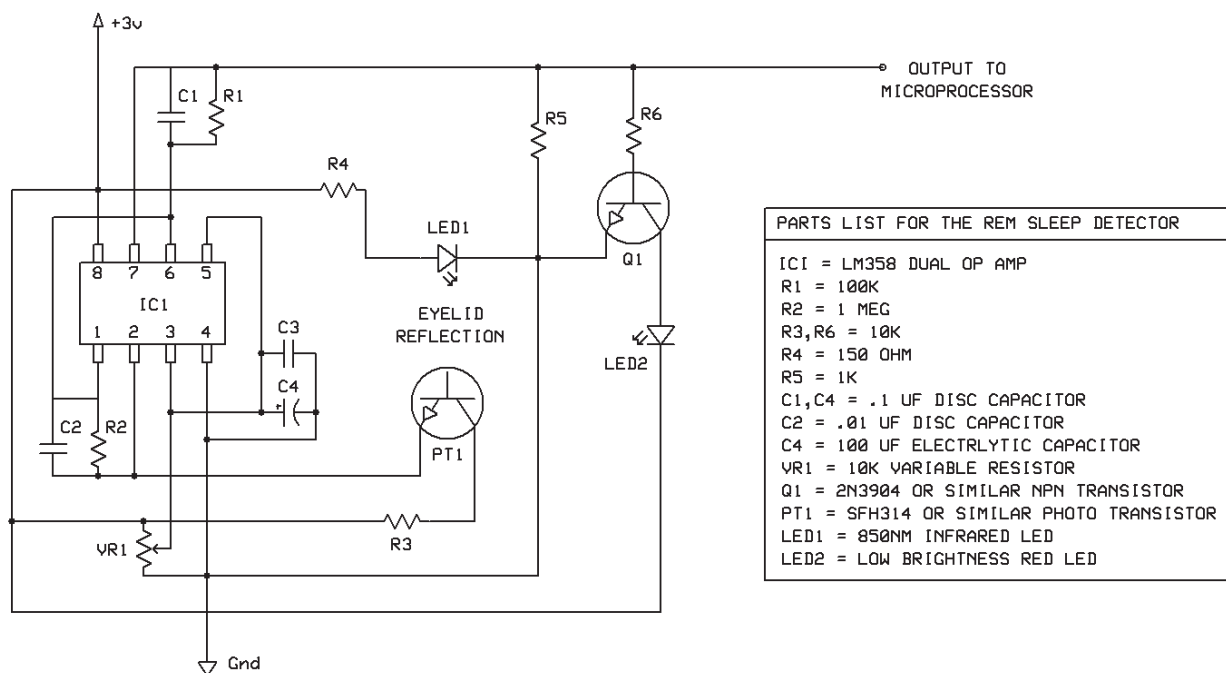 +3v
C1
R1
OUTPUT TO
MICROPROCESSOR
R5
R6
R4
LED1
Q1
8 7 6 5
IC1
1 2 3 4
EYELID
REFLECTION
C3
C4
+
LED2
C2
R2
PT1
R3
VR1
Gnd
PARTS LIST FOR THE REM SLEEP DETECTOR
ICI = LM358 DUAL OP AMP
R1 = 100K
R2 = 1 MEG
R3,R6 = 10K
R4 = 150 OHM
R5 = 1K
C1,C4 = .1 UF DISC CAPACITOR
C2 = .01 UF DISC CAPACITOR
C4 = 100 UF ELECTRLYTIC CAPACITOR
VR1 = 10K VARIABLE RESISTOR
Q1 = 2N3904 OR SIMILAR NPN TRANSISTOR
PT1 = SFH314 OR SIMILAR PHOTO TRANSISTOR
LED1 = 850NM INFRARED LED
LED2 = LOW BRIGHTNESS RED LED